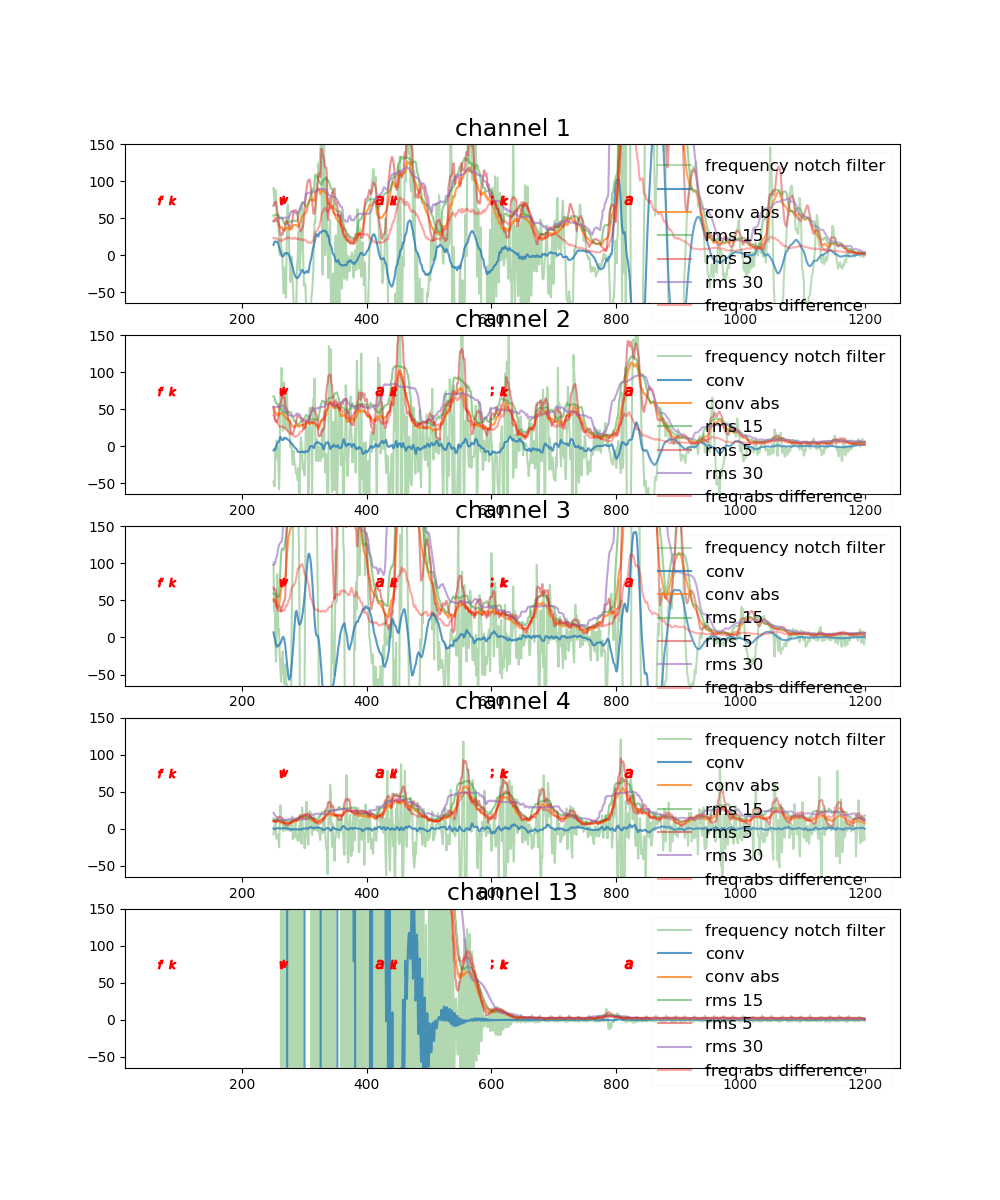 channel 1
150
100
50
0
−50
f k w a k ; k a
frequency notch filter
conv
conv abs
rms 15
rms 5
rms 30
freq abs difference
200 400 600 800 1000 1200
channel 2
150
100
50
0
−50
f k w a k ; k a
frequency notch filter
conv
conv abs
rms 15
rms 5
rms 30
freq abs difference
200 400 600 800 1000 1200
channel 3
150
100
50
0
−50
f k w a k ; k a
frequency notch filter
conv
conv abs
rms 15
rms 5
rms 30
freq abs difference
200 400 600 800 1000 1200
channel 4
150
100
50
0
−50
f k w a k ; k a
frequency notch filter
conv
conv abs
rms 15
rms 5
rms 30
freq abs difference
200 400 600 800 1000 1200
channel 13
150
100
50
0
−50
f k w a k ; k a
frequency notch filter
conv
conv abs
rms 15
rms 5
rms 30
freq abs difference
200 400 600 800 1000 1200